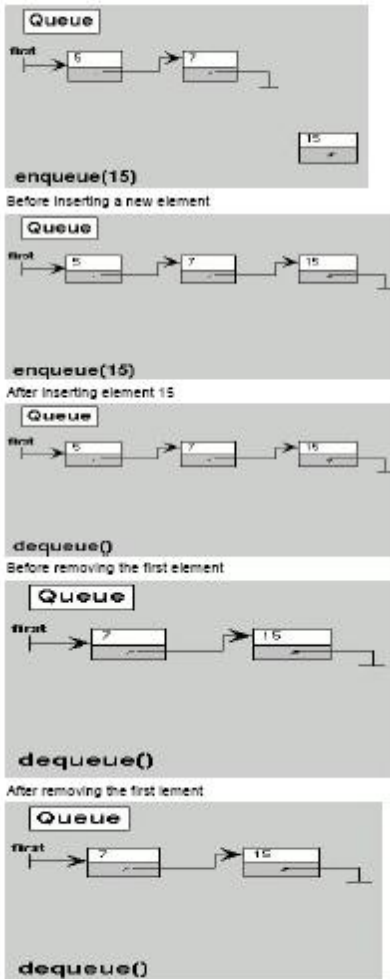 Queue
first
5 7
15
enqueue(15)
Before inserting a new element
Queue
first
5 7 15
enqueue(15)
After inserting element 15
Queue
first
5 7 15
dequeue()
Before removing the first element
Queue
first
7 15
dequeue()
After removing the first lement
Queue
first
7 15
dequeue()